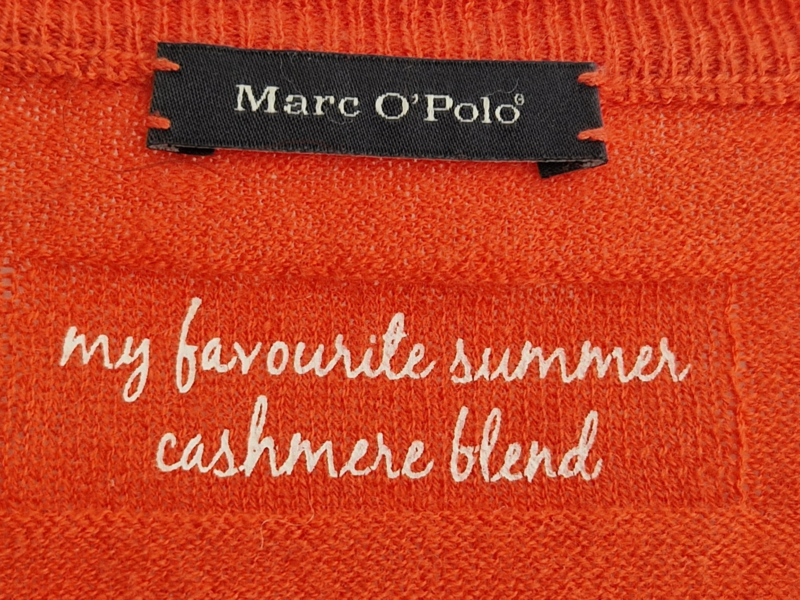 Marc O'Polo®
my favourite summer
cashmere blend